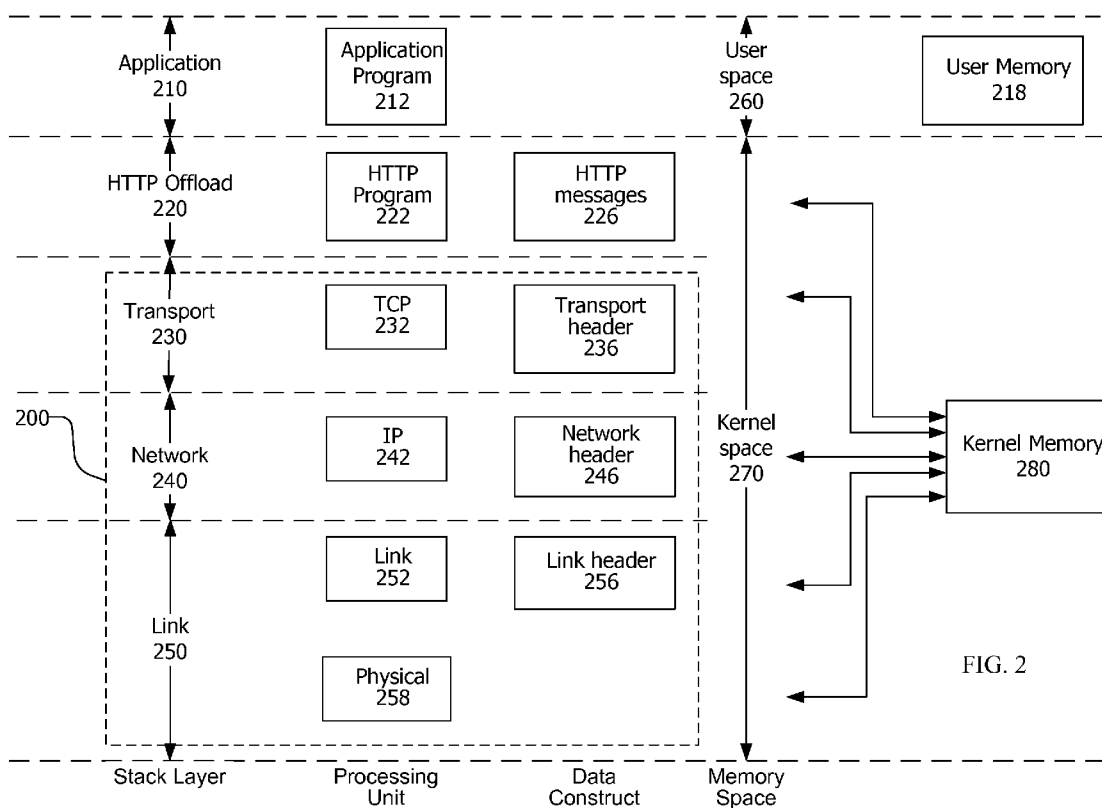 Application
210
Application
Program
212
User
space
260
User Memory
218
HTTP Offload
220
HTTP
Program
222
HTTP
messages
226
Transport
230
TCP
232
Transport
header
236
200
Network
240
IP
242
Network
header
246
Kernel
space
270
Kernel Memory
280
Link
250
Link
252
Link header
256
Physical
258
FIG. 2
Stack Layer
Processing
Unit
Data
Construct
Memory
Space